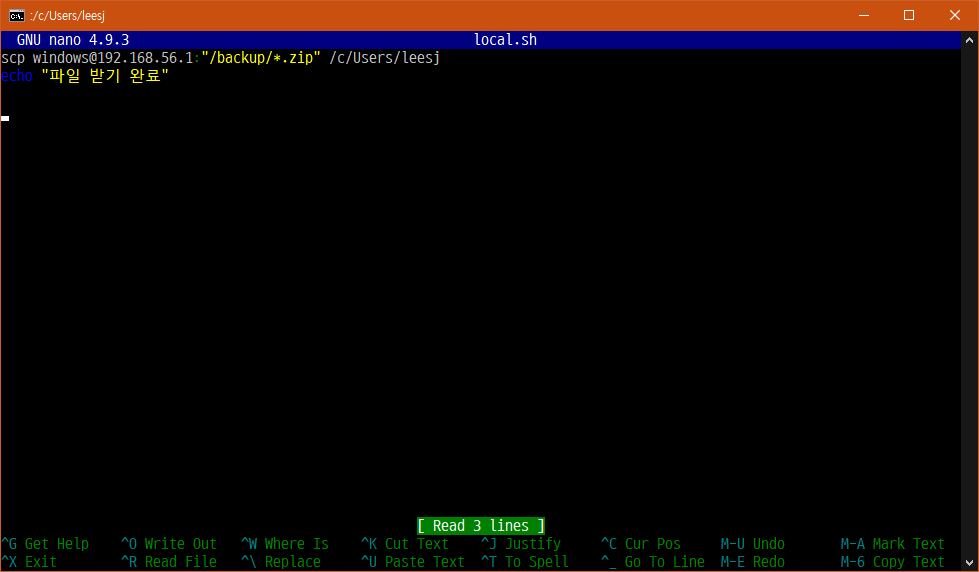 :/c/Users/leesj
GNU nano 4.9.3 local.sh
scp windows@192.168.56.1:"/backup/*.zip" /c/Users/leesj
echo "파일 받기 완료"
[ Read 3 lines ]
^G Get Help ^O Write Out ^W Where Is ^K Cut Text ^J Justify ^C Cur Pos M-U Undo M-A Mark Text
^X Exit ^R Read File ^\ Replace ^U Paste Text ^T To Spell ^_ Go To Line M-E Redo M-6 Copy Text